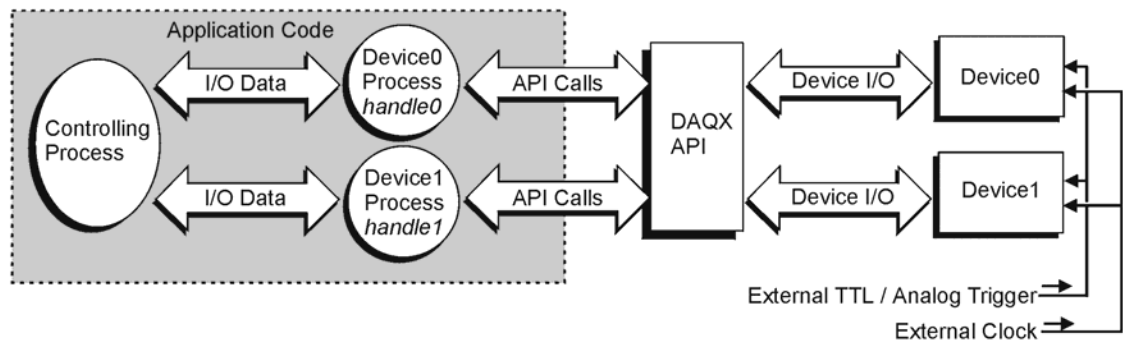 Application Code
Controlling
Process
I/O Data
I/O Data
Device0
Process
handle0
Device1
Process
handle1
API Calls
API Calls
DAQX
API
Device I/O
Device I/O
Device0
Device1
External TTL / Analog Trigger
External Clock